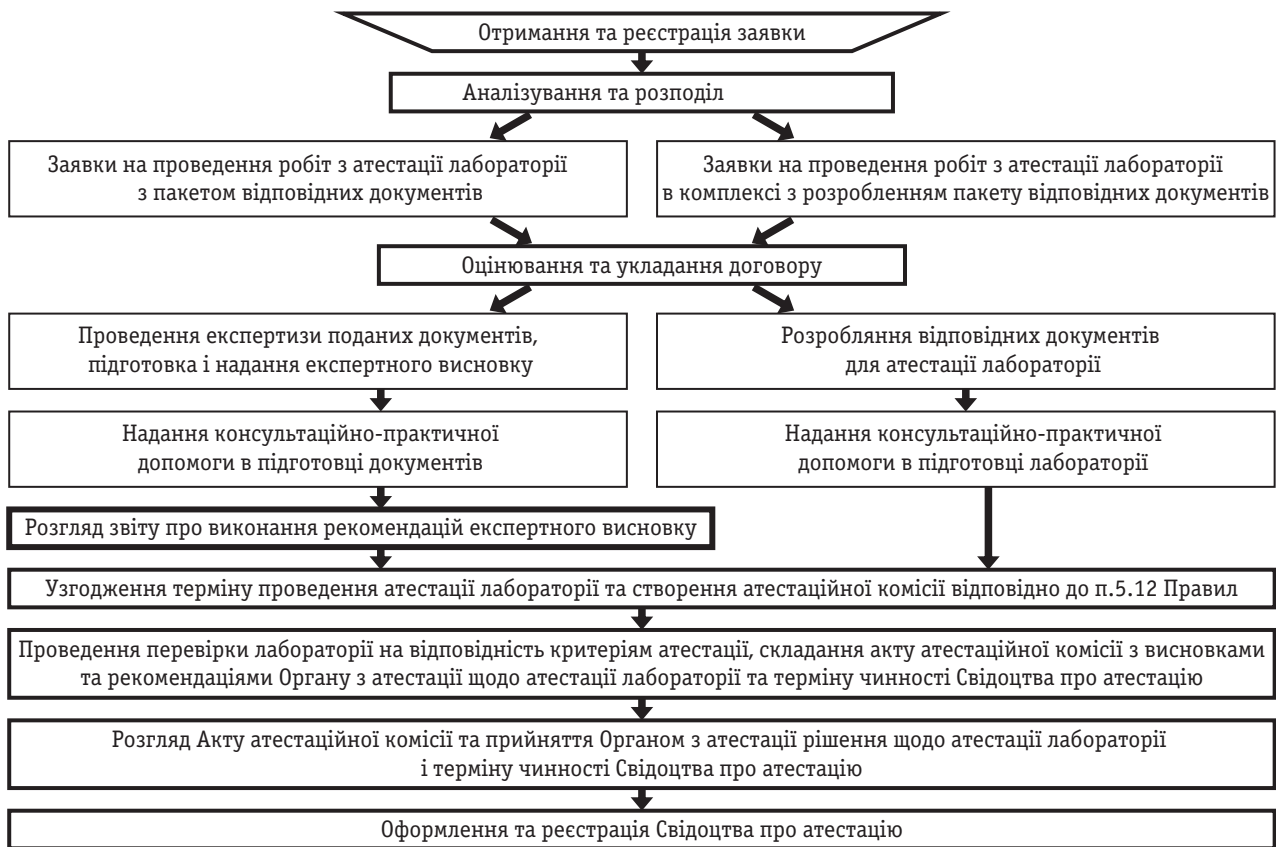 Отримання та реєстрація заявки
Аналізування та розподіл
Заявки на проведення робіт з атестації лабораторії
з пакетом відповідних документів
Заявки на проведення робіт з атестації лабораторії
в комплексі з розробленням пакету відповідних документів
Оцінювання та укладання договору
Проведення експертизи поданих документів,
підготовка і надання експертного висновку
Розробляння відповідних документів
для атестації лабораторії
Надання консультаційно-практичної
допомоги в підготовці документів
Надання консультаційно-практичної
допомоги в підготовці лабораторії
Розгляд звіту про виконання рекомендацій експертного висновку
Узгодження терміну проведення атестації лабораторії та створення атестаційної комісії відповідно до п.5.12 Правил
Проведення перевірки лабораторії на відповідність критеріям атестації, складання акту атестаційної комісії з висновками
та рекомендаціями Органу з атестації щодо атестації лабораторії та терміну чинності Свідоцтва про атестацію
Розгляд Акту атестаційної комісії та прийняття Органом з атестації рішення щодо атестації лабораторії
і терміну чинності Свідоцтва про атестацію
Оформлення та реєстрація Свідоцтва про атестацію